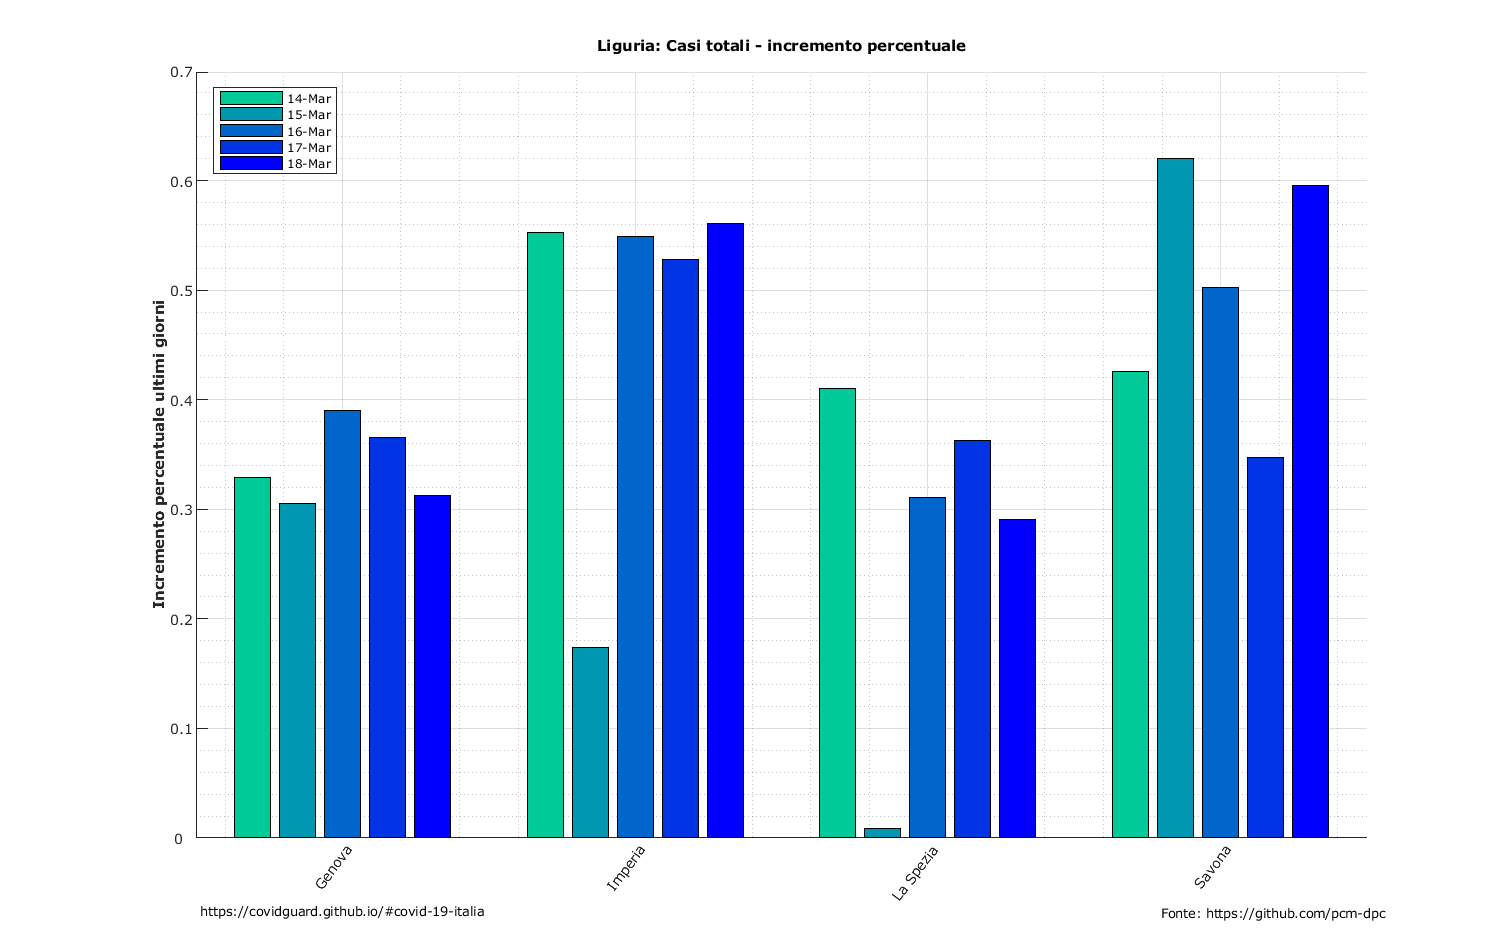 Liguria: Casi totali - incremento percentuale
0.7
0.6
0.5
0.4
0.3
0.2
0.1
0
Incremento percentuale ultimi giorni
14-Mar
15-Mar
16-Mar
17-Mar
18-Mar
Genova
Imperia
La Spezia
Savona
https://covidguard.github.io/#covid-19-italia
Fonte: https://github.com/pcm-dpc